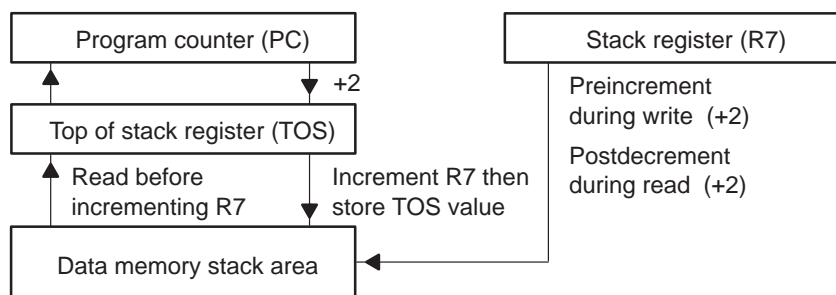 Program counter (PC)
Stack register (R7)
+2
Preincrement
during write (+2)
Top of stack register (TOS)
Postdecrement
during read (+2)
Read before
incrementing R7
Increment R7 then
store TOS value
Data memory stack area